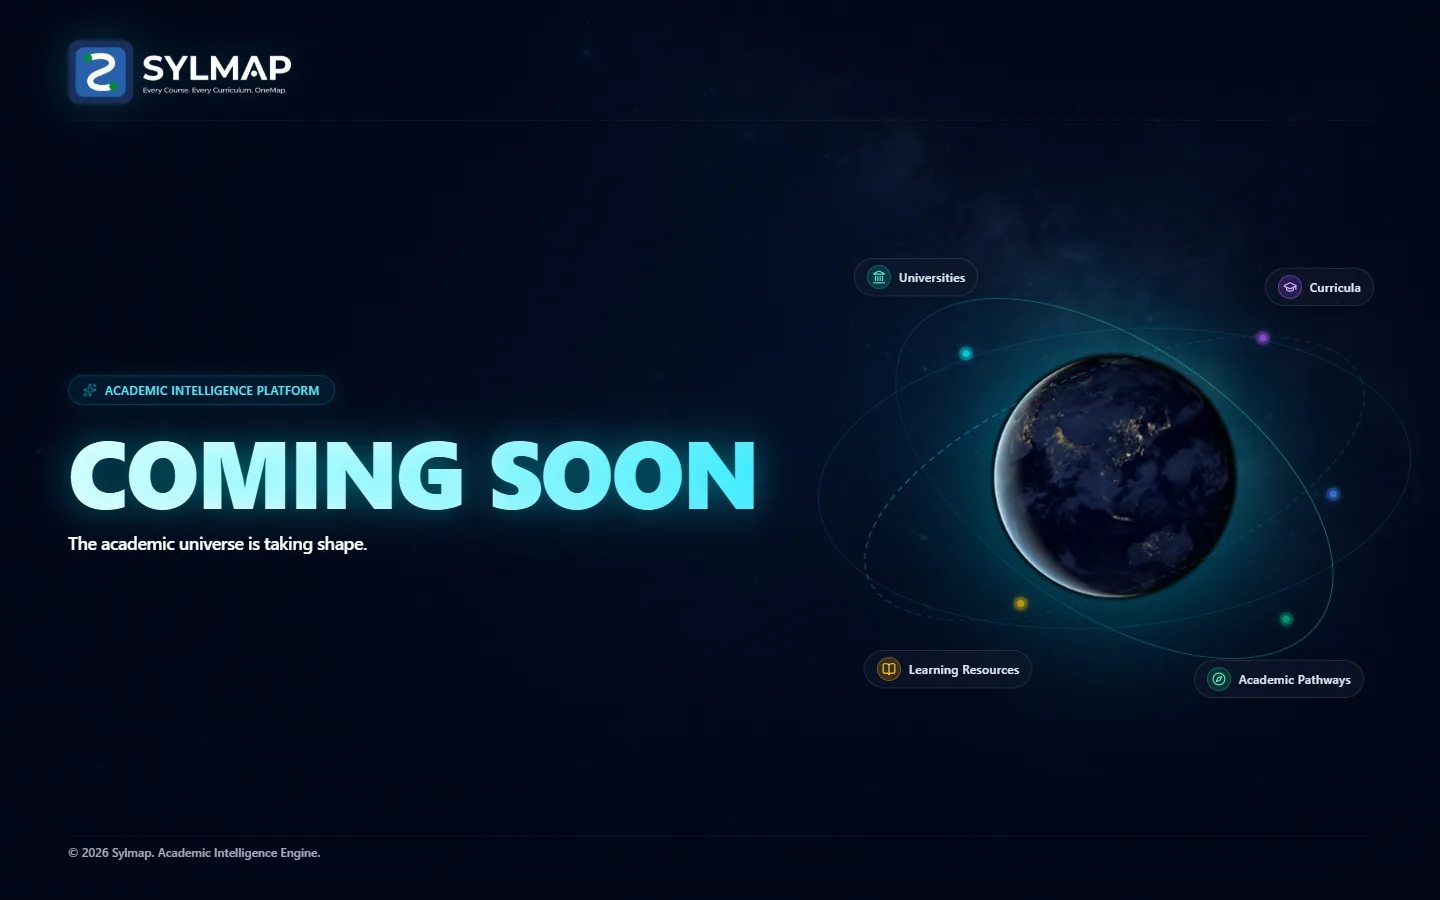 SYLMAP
Every Course. Every Curriculum. OneMap.
Universities
Curricula
ACADEMIC INTELLIGENCE PLATFORM
COMING SOON
The academic universe is taking shape.
Learning Resources
Academic Pathways
© 2026 Sylmap. Academic Intelligence Engine.